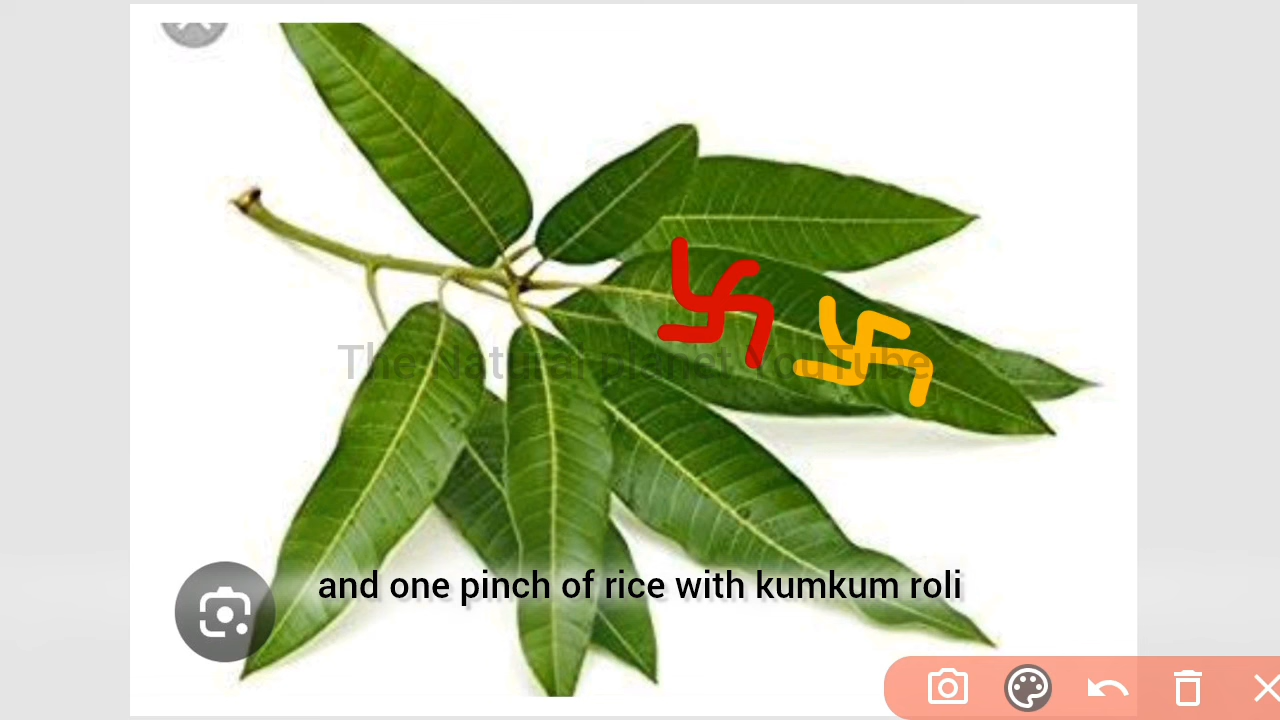 The Natural planet YouTube
and one pinch of rice with kumkum roli